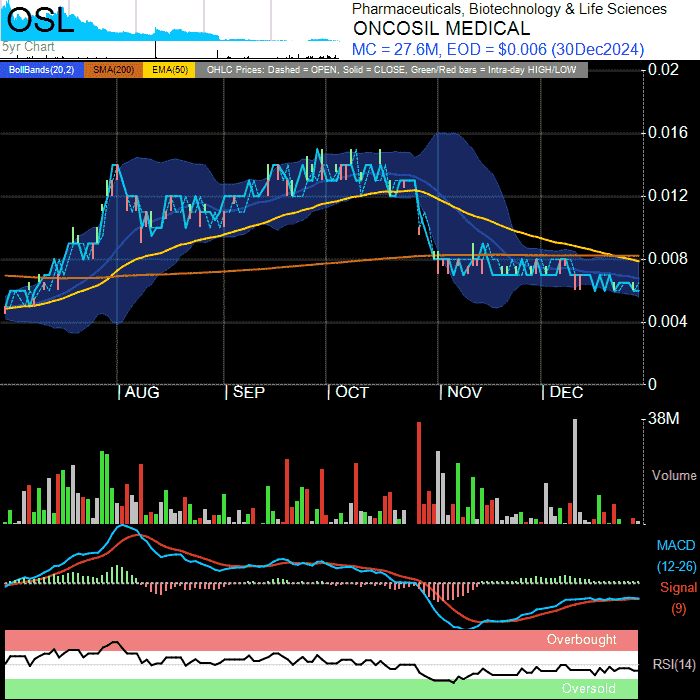 OSL
5yr Chart
Pharmaceuticals, Biotechnology & Life Sciences
ONCOSIL MEDICAL
MC = 27.6M, EOD = $0.006 (30Dec2024)
BollBands(20,2) SMA(200) EMA(50) OHLC Prices: Dashed = OPEN, Solid = CLOSE, Green/Red bars = Intra-day HIGH/LOW
0.02
0.016
0.012
0.008
0.004
0
AUG SEP OCT NOV DEC
38M
Volume
MACD
(12-26)
Signal
(9)
Overbought
RSI(14)
Oversold